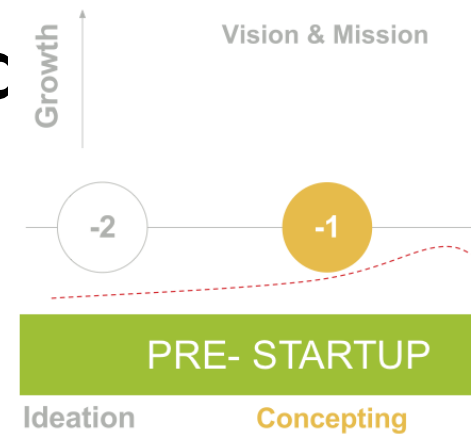 Growth
Vision & Mission
-2
-1
PRE- STARTUP
Ideation
Concepting